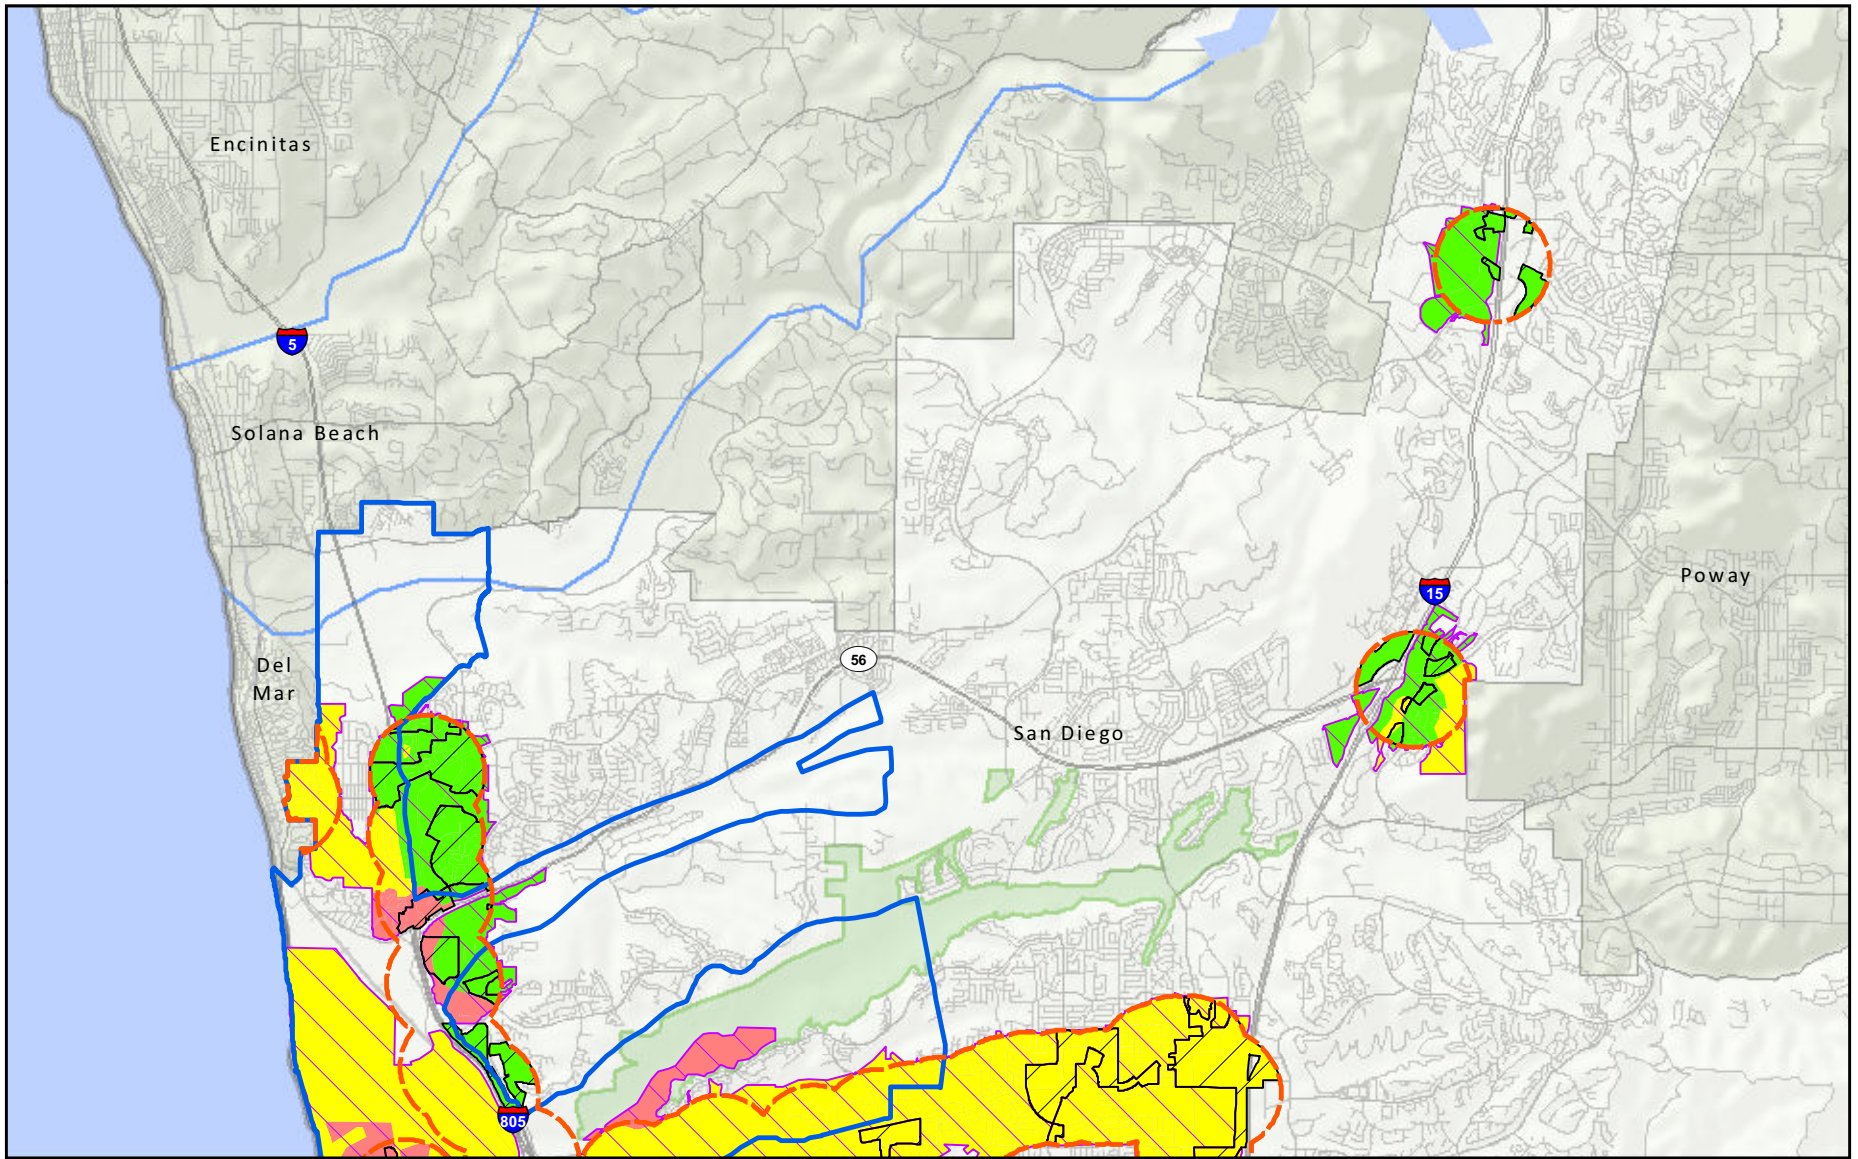 Encinitas
5
Solana Beach
15
Poway
Del
Mar
56
San Diego
805